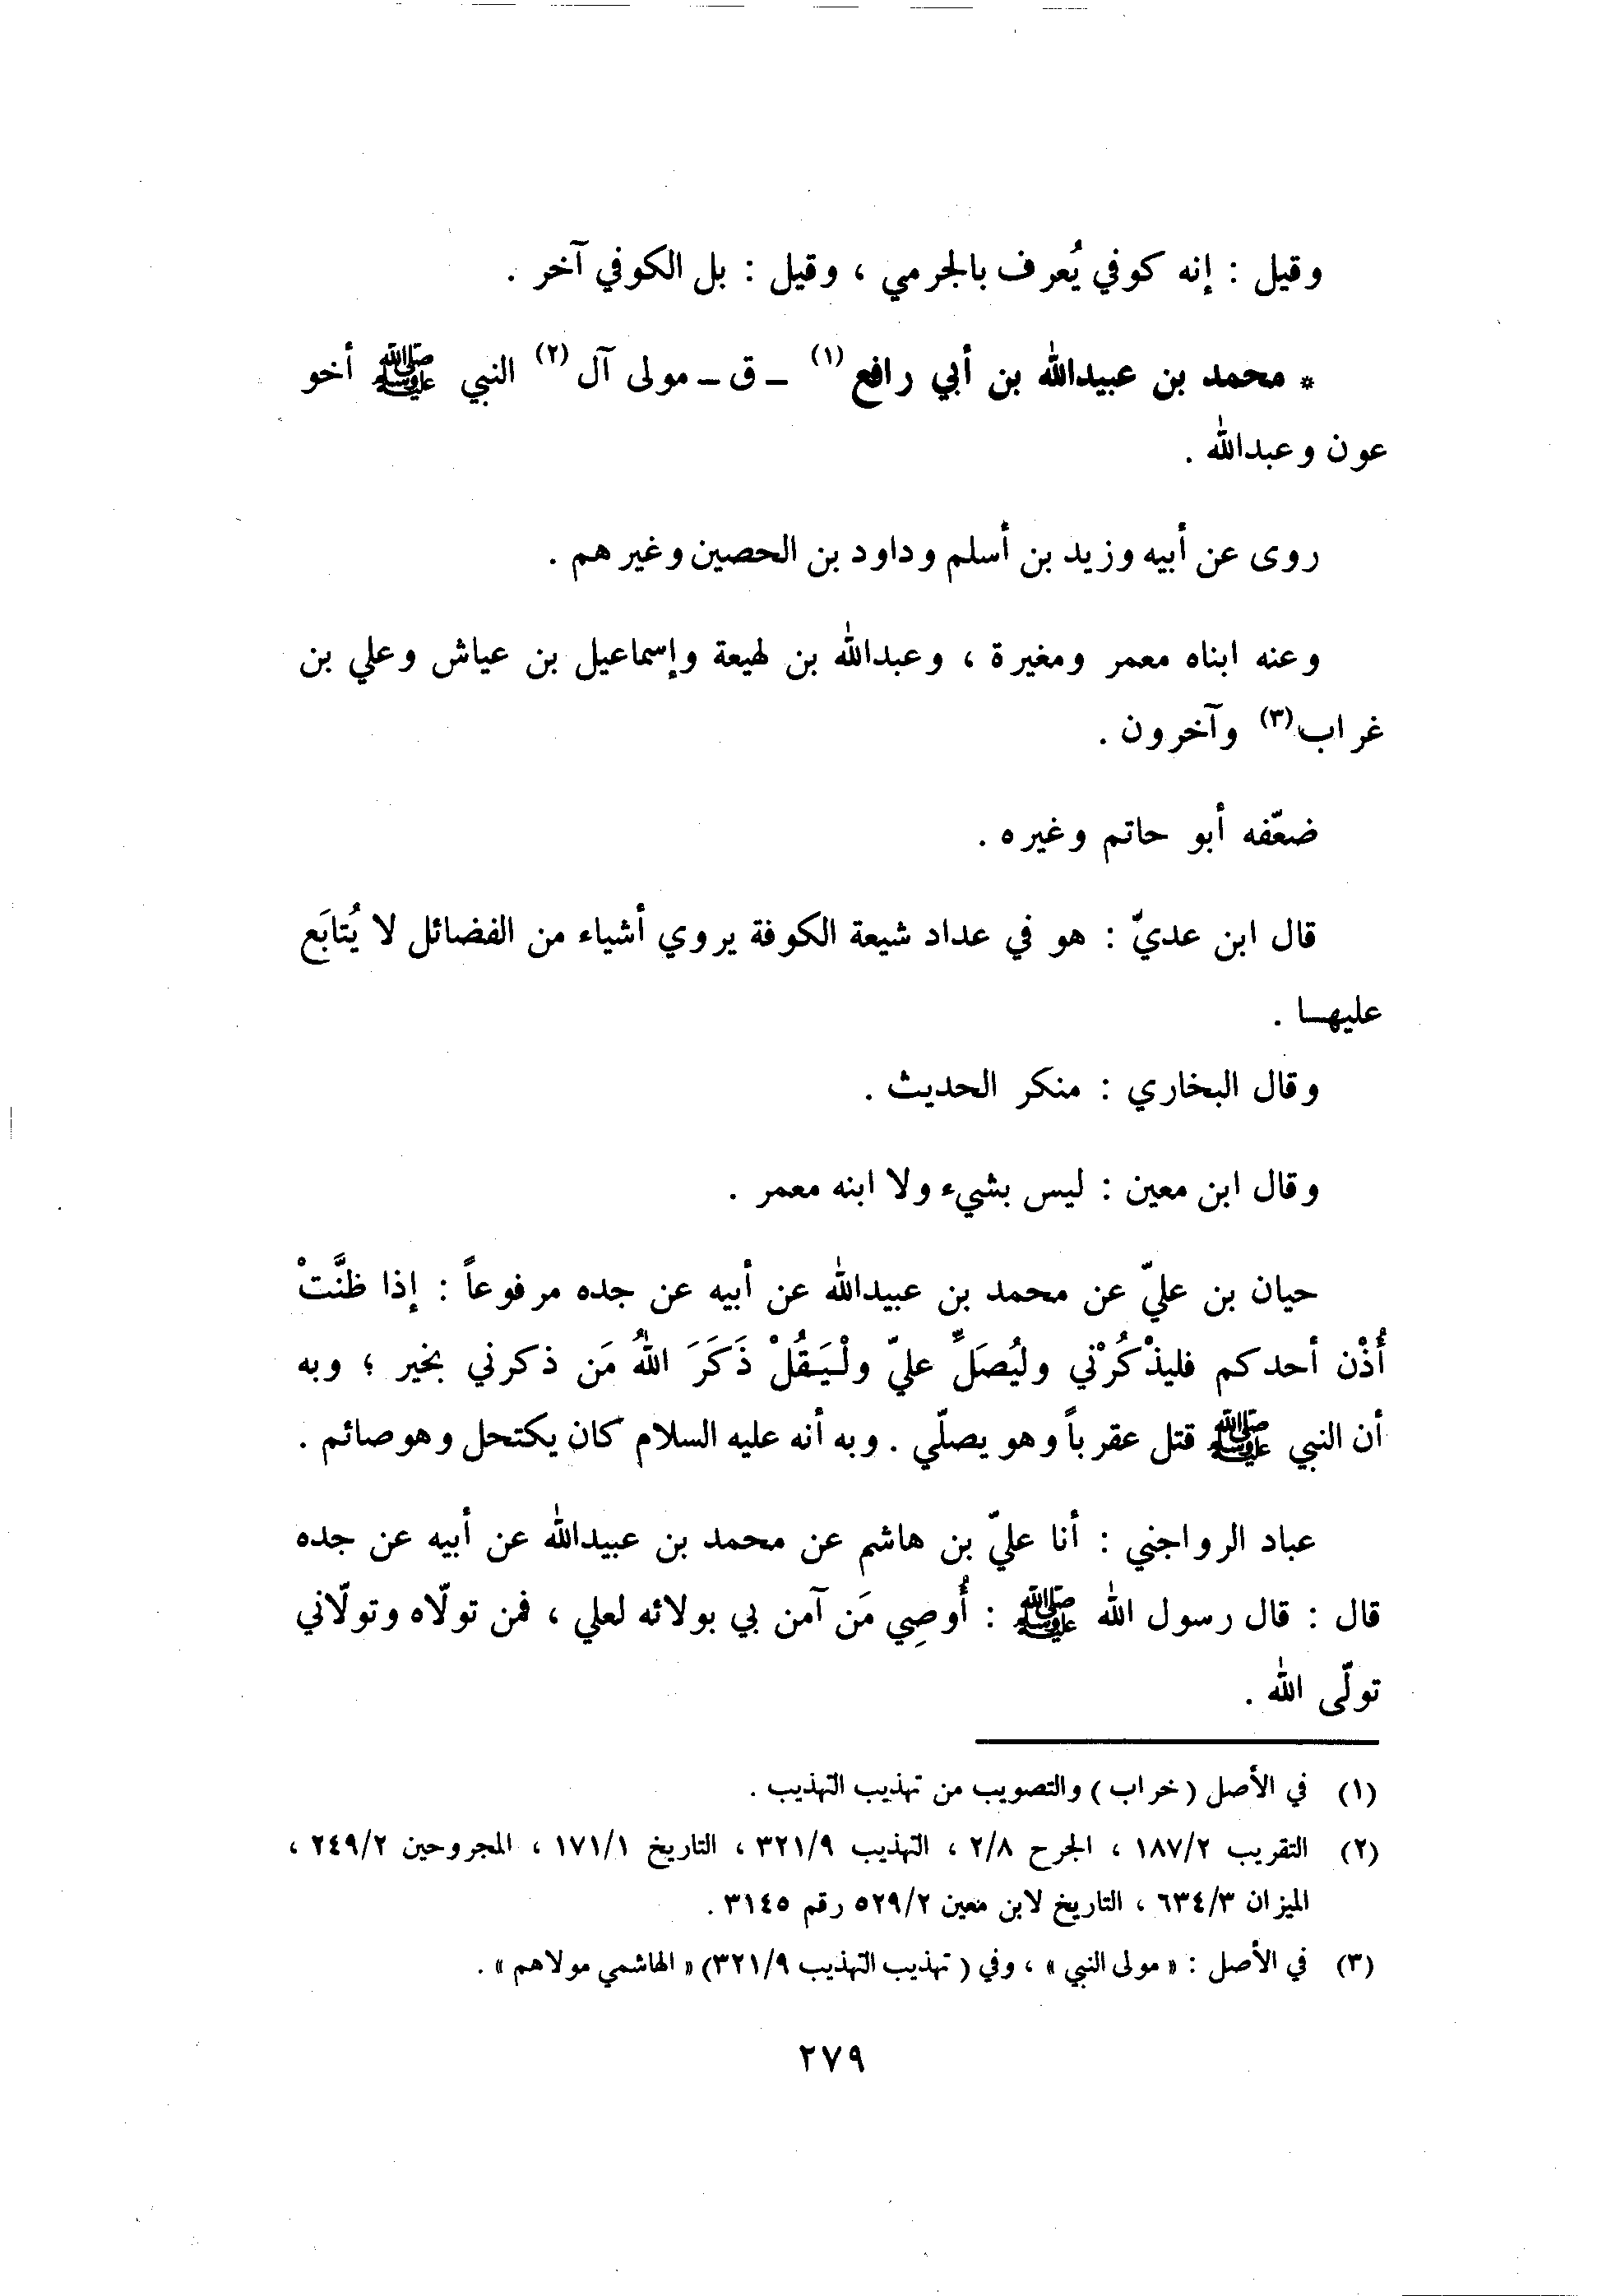 وقيل : إنه كوفي يُعرف بالجرمي ، وقيل : بل الكوفي آخر .
* محمد بن عبيدالله بن أبي رافع (١) ـ ق ـ مولى آل (٢) النبي ﷺ أخو
عون وعبدالله .
روى عن أبيه وزيد بن أسلم وداود بن الحصين وغيرهم .
وعنه ابناه معمر ومغيرة ، وعبدالله بن لهيعة وإسماعيل بن عياش وعلي بن
غراب (٣) وآخرون .
ضعّفه أبو حاتم وغيره .
قال ابن عديّ : هو في عداد شيعة الكوفة يروي أشياء من الفضائل لا يُتابَع
عليهـا .
وقال البخاري : منكر الحديث .
وقال ابن معين : ليس بشيء ولا ابنه معمر .
حيان بن عليّ عن محمد بن عبيدالله عن أبيه عن جده مرفوعاً : إذا ظنَّتْ
أُذْن أحدكم فليذْكُرْني وليُصَلِّ عليّ ولْيَقُلْ ذَكَرَ اللهُ مَن ذكرني بخير ؛ وبه
أن النبي ﷺ قتل عقرباً وهو يصلّي . وبه أنه عليه السلام كان يكتحل وهو صائم .
عباد الرواجني : أنا عليّ بن هاشم عن محمد بن عبيدالله عن أبيه عن جده
قال : قال رسول الله ﷺ : أُوصِي مَن آمن بي بولائه لعلي ، فمن تولّاه وتولّاني
تولّى الله .
(١) في الأصل (خراب) والتصويب من تهذيب التهذيب .
(٢) التقريب ١٨٧/٢ ، الجرح ٢/٨ ، التهذيب ٣٢١/٩ ، التاريخ ١٧١/١ ، المجروحين ٢٤٩/٢ ،
الميزان ٦٣٤/٣ ، التاريخ لابن معين ٥٢٩/٢ رقم ٣١٤٥ .
(٣) في الأصل : « مولى النبي » ، وفي ( تهذيب التهذيب ٣٢١/٩) « الهاشمي مولاهم » .
٢٧٩